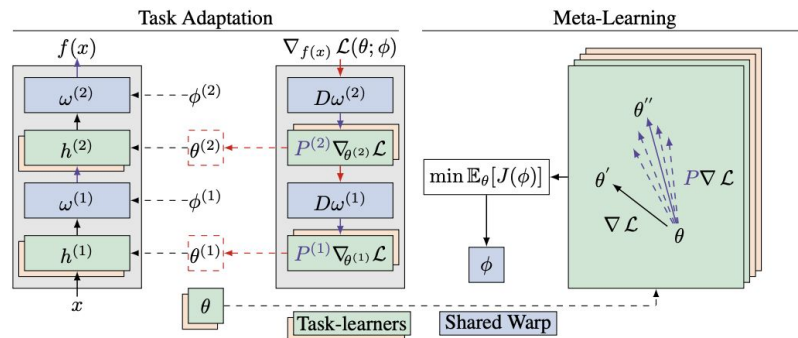 Task Adaptation
Meta-Learning
f(x)
∇_{f(x)} ℒ(θ; ϕ)
ω^{(2)}
ϕ^{(2)}
Dω^{(2)}
h^{(2)}
θ^{(2)}
P^{(2)}∇_{θ^{(2)}} ℒ
ω^{(1)}
ϕ^{(1)}
Dω^{(1)}
h^{(1)}
θ^{(1)}
P^{(1)}∇_{θ^{(1)}} ℒ
x
θ
Task-learners
Shared Warp
min 𝔼_θ[J(ϕ)]
ϕ
θ′′
θ′
P∇ ℒ
∇ ℒ
θ